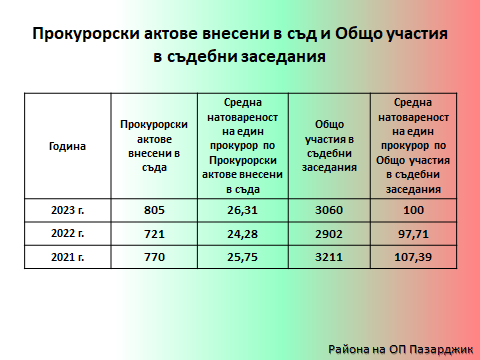 Прокурорски актове внесени в съд и Общо участия
в съдебни заседания
Година
Прокурорски
актове
внесени в
съда
Средна
натовареност
на един
прокурор по
Прокурорски
актове внесени
в съда
Общо
участия в
съдебни
заседания
Средна
натовареност
на един
прокурор по
Общо участия
в съдебни
заседания
2023 г. 805 26,31 3060 100
2022 г. 721 24,28 2902 97,71
2021 г. 770 25,75 3211 107,39
Района на ОП Пазарджик